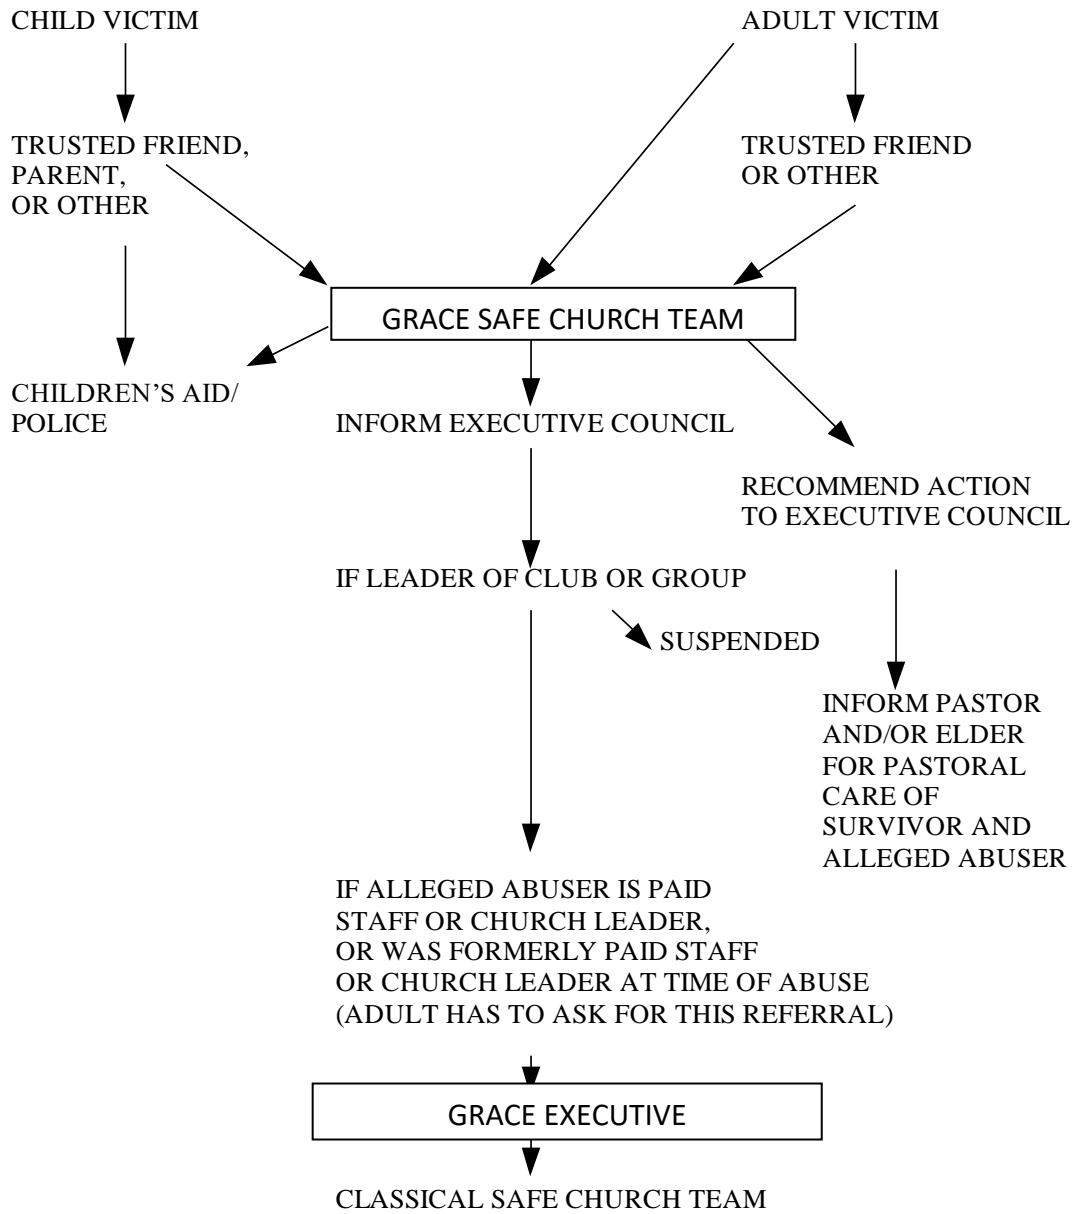 CHILD VICTIM
ADULT VICTIM
TRUSTED FRIEND,
PARENT,
OR OTHER
TRUSTED FRIEND
OR OTHER
GRACE SAFE CHURCH TEAM
CHILDREN’S AID/
POLICE
INFORM EXECUTIVE COUNCIL
RECOMMEND ACTION
TO EXECUTIVE COUNCIL
IF LEADER OF CLUB OR GROUP
SUSPENDED
INFORM PASTOR
AND/OR ELDER
FOR PASTORAL
CARE OF
SURVIVOR AND
ALLEGED ABUSER
IF ALLEGED ABUSER IS PAID
STAFF OR CHURCH LEADER,
OR WAS FORMERLY PAID STAFF
OR CHURCH LEADER AT TIME OF ABUSE
(ADULT HAS TO ASK FOR THIS REFERRAL)
GRACE EXECUTIVE
CLASSICAL SAFE CHURCH TEAM